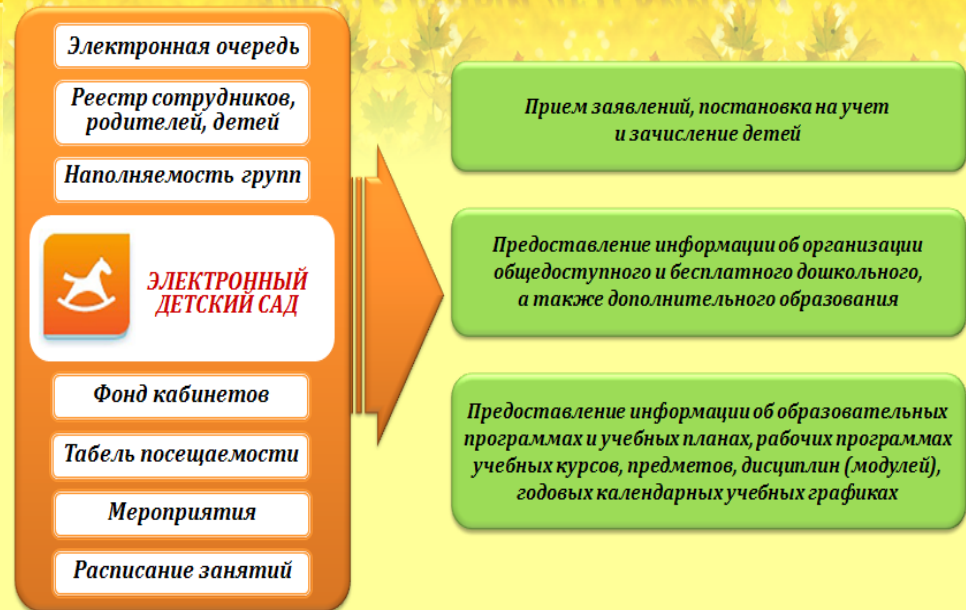 Электронная очередь
Реестр сотрудников,
родителей, детей
Наполняемость групп
ЭЛЕКТРОННЫЙ
ДЕТСКИЙ САД
Фонд кабинетов
Табель посещаемости
Мероприятия
Расписание занятий
Прием заявлений, постановка на учет
и зачисление детей
Предоставление информации об организации
общедоступного и бесплатного дошкольного,
а также дополнительного образования
Предоставление информации об образовательных
программах и учебных планах, рабочих программах
учебных курсов, предметов, дисциплин (модулей),
годовых календарных учебных графиках